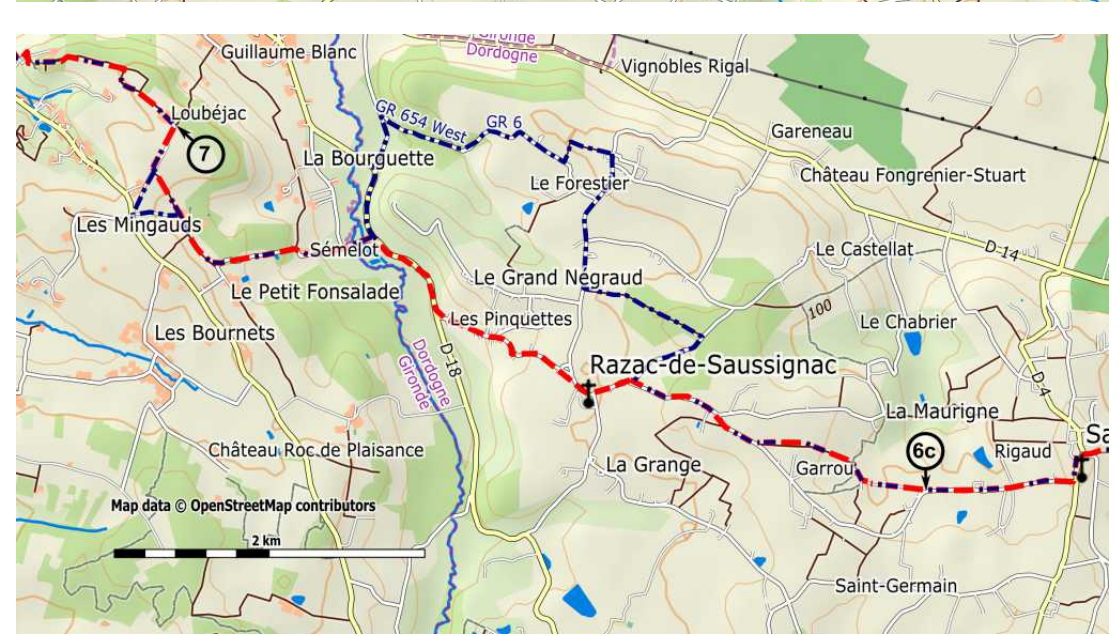 Gironde
Dordogne
Guillaume Blanc
Vignobles Rigal
GR 654 West
GR 6
Loubéjac
7
La Bourguette
Gareneau
Le Forestier
Château Fongrenier-Stuart
Les Mingauds
Sémelot
Le Castellat
D 14
Le Grand Négraud
Le Petit Fonsalade
100
Les Pinquettes
Le Chabrier
Les Bournets
D 18
Dordogne
Gironde
Razac-de-Saussignac
D 4
La Maurigne
Sa
Château Roc de Plaisance
6c
Rigaud
La Grange
Garrou
Map data © OpenStreetMap contributors
2 km
Saint-Germain